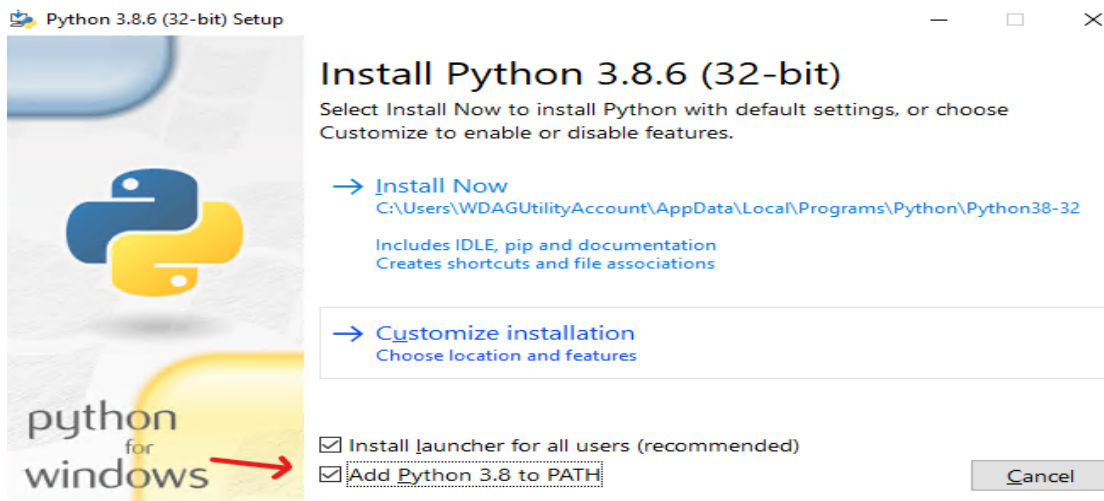 Python 3.8.6 (32-bit) Setup
Install Python 3.8.6 (32-bit)
Select Install Now to install Python with default settings, or choose
Customize to enable or disable features.
Install Now
C:\Users\WDAGUtilityAccount\AppData\Local\Programs\Python\Python38-32
Includes IDLE, pip and documentation
Creates shortcuts and file associations
Customize installation
Choose location and features
python
for
windows
Install launcher for all users (recommended)
Add Python 3.8 to PATH
Cancel